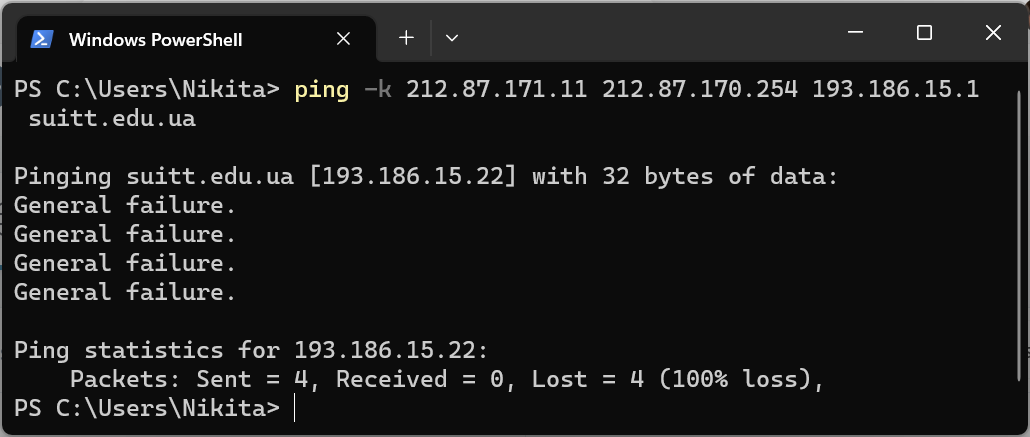 Windows PowerShell
PS C:\Users\Nikita> ping -k 212.87.171.11 212.87.170.254 193.186.15.1
suitt.edu.ua
Pinging suitt.edu.ua [193.186.15.22] with 32 bytes of data:
General failure.
General failure.
General failure.
General failure.
Ping statistics for 193.186.15.22:
Packets: Sent = 4, Received = 0, Lost = 4 (100% loss),
PS C:\Users\Nikita>